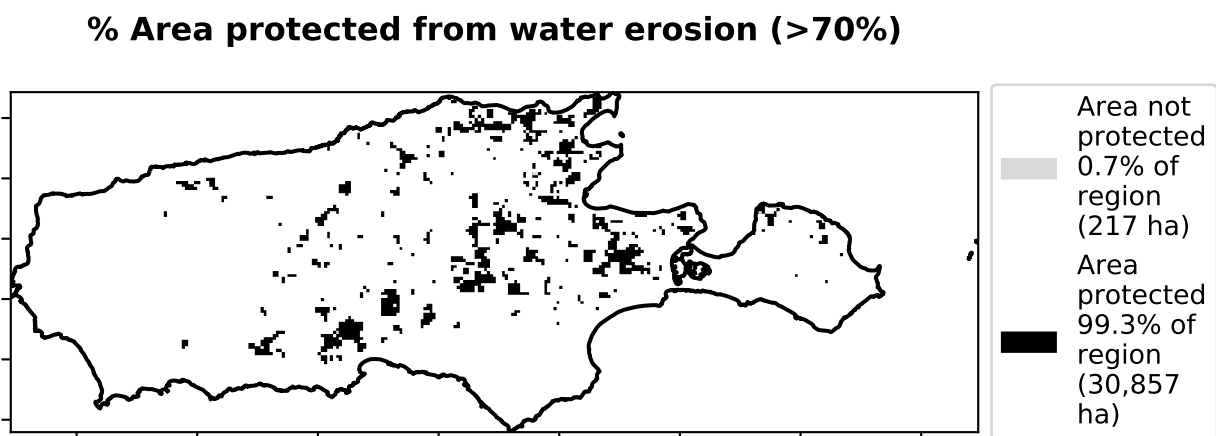 % Area protected from water erosion (>70%)
Area not
protected
0.7% of
region
(217 ha)
Area
protected
99.3% of
region
(30,857
ha)